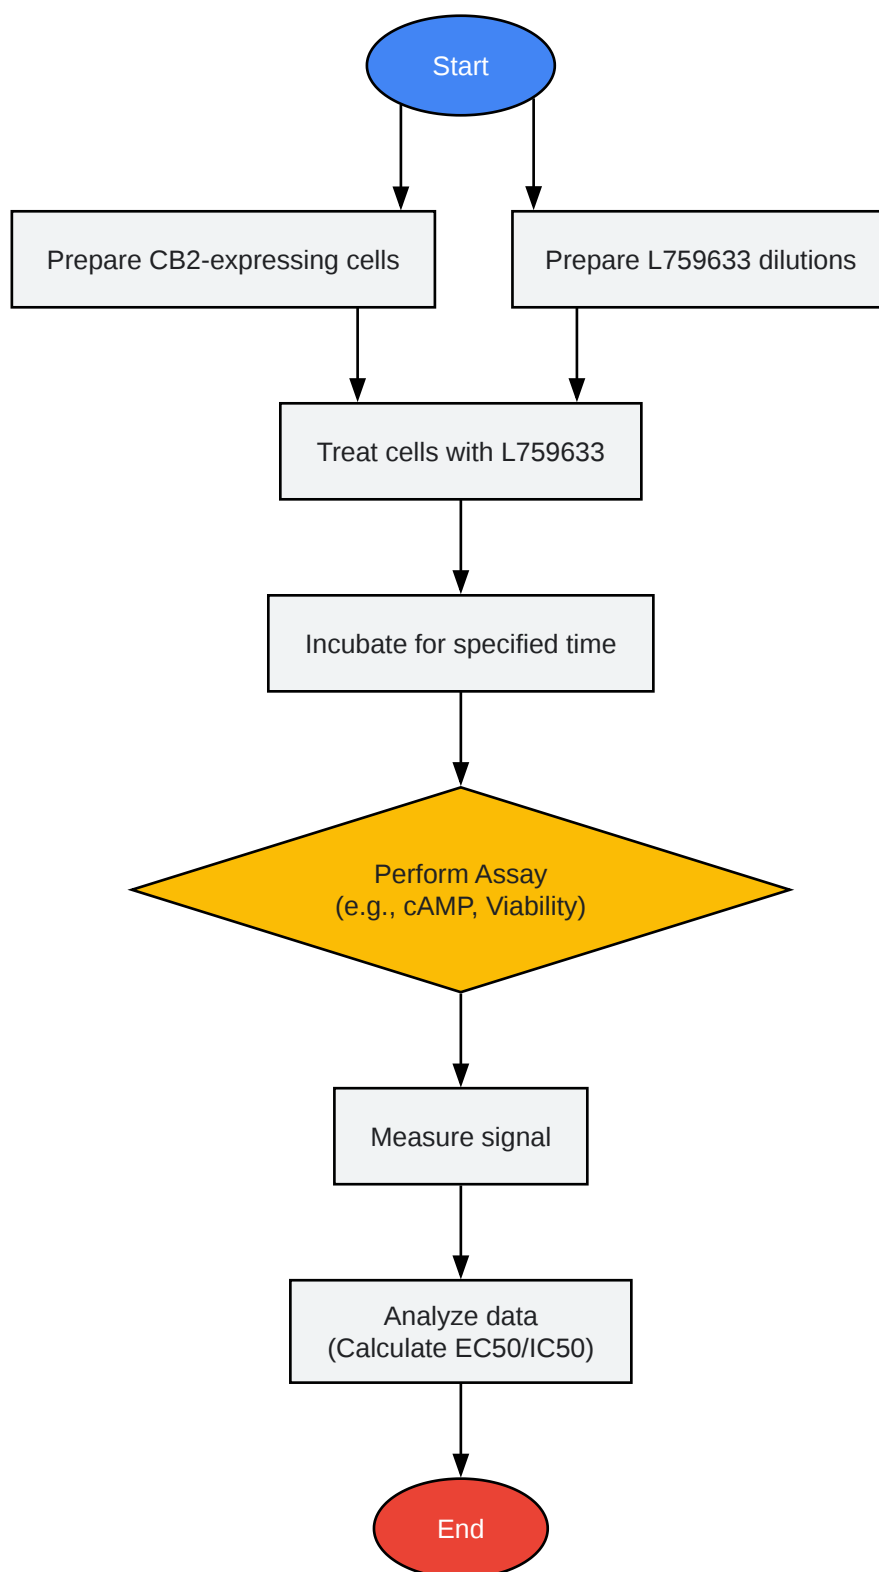 Start
Prepare CB2-expressing cells
Prepare L759633 dilutions
Treat cells with L759633
Incubate for specified time
Perform Assay
(e.g., cAMP, Viability)
Measure signal
Analyze data
(Calculate EC50/IC50)
End